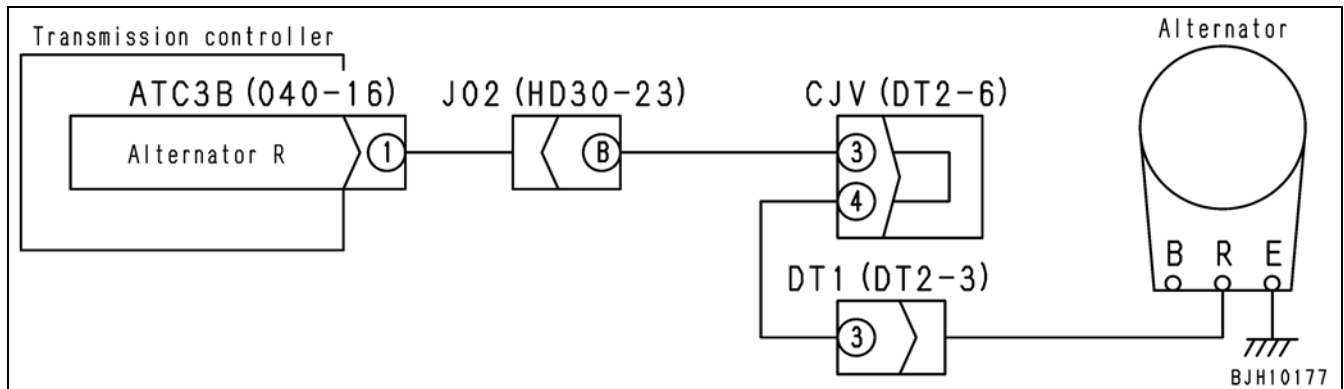 Transmission controller
Alternator
ATC3B (040-16)
J02 (HD30-23)
CJV (DT2-6)
Alternator R
1
B
3
4
B R E
DT1 (DT2-3)
3
BJH10177